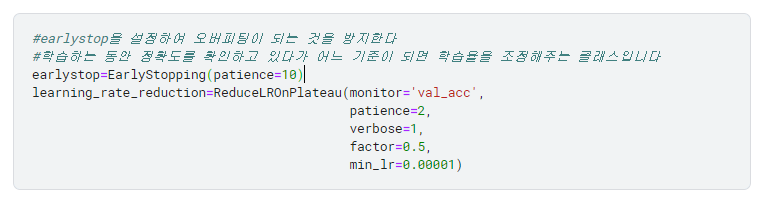 #earlystop을 설정하여 오버피팅이 되는 것을 방지한다
#학습하는 동안 정확도를 확인하고 있다가 어느 기준이 되면 학습율을 조정해주는 클래스입니다
earlystop=EarlyStopping(patience=10)
learning_rate_reduction=ReduceLROnPlateau(monitor='val_acc',
patience=2,
verbose=1,
factor=0.5,
min_lr=0.00001)